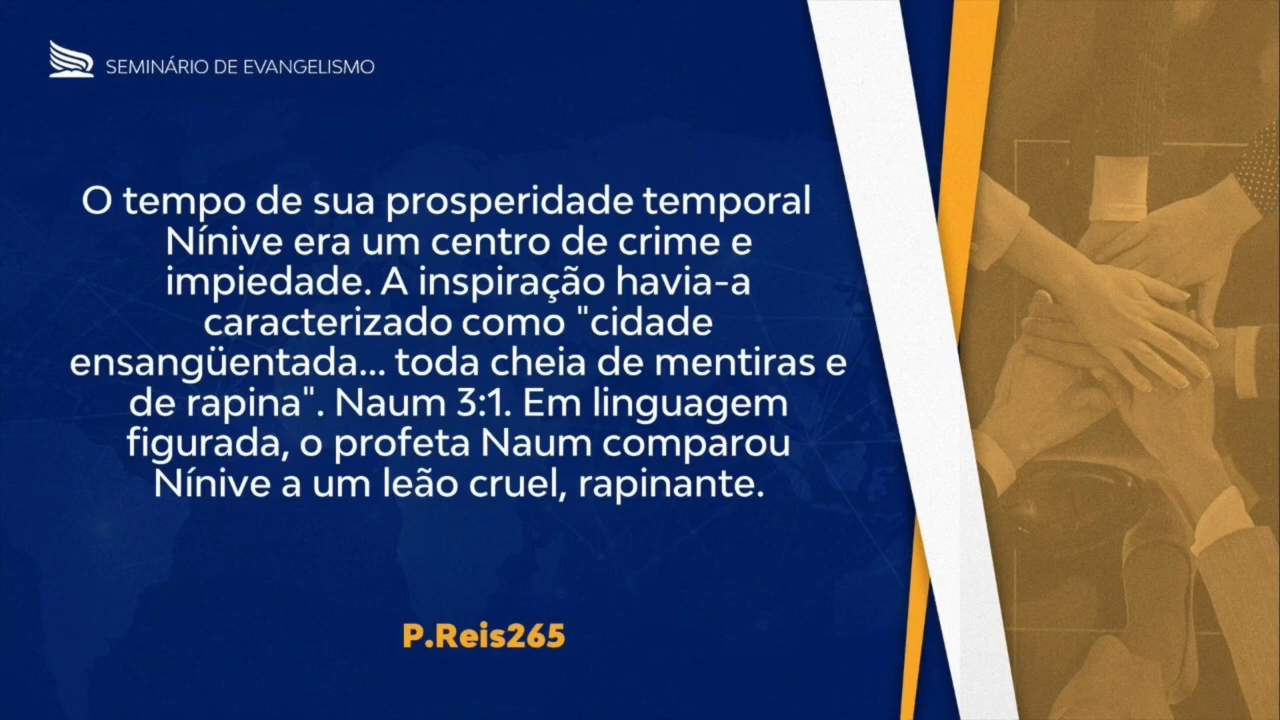 SEMINÁRIO DE EVANGELISMO
O tempo de sua prosperidade temporal
Nínive era um centro de crime e
impiedade. A inspiração havia-a
caracterizado como "cidade
ensangüentada... toda cheia de mentiras e
de rapina". Naum 3:1. Em linguagem
figurada, o profeta Naum comparou
Nínive a um leão cruel, rapinante.
P.Reis265